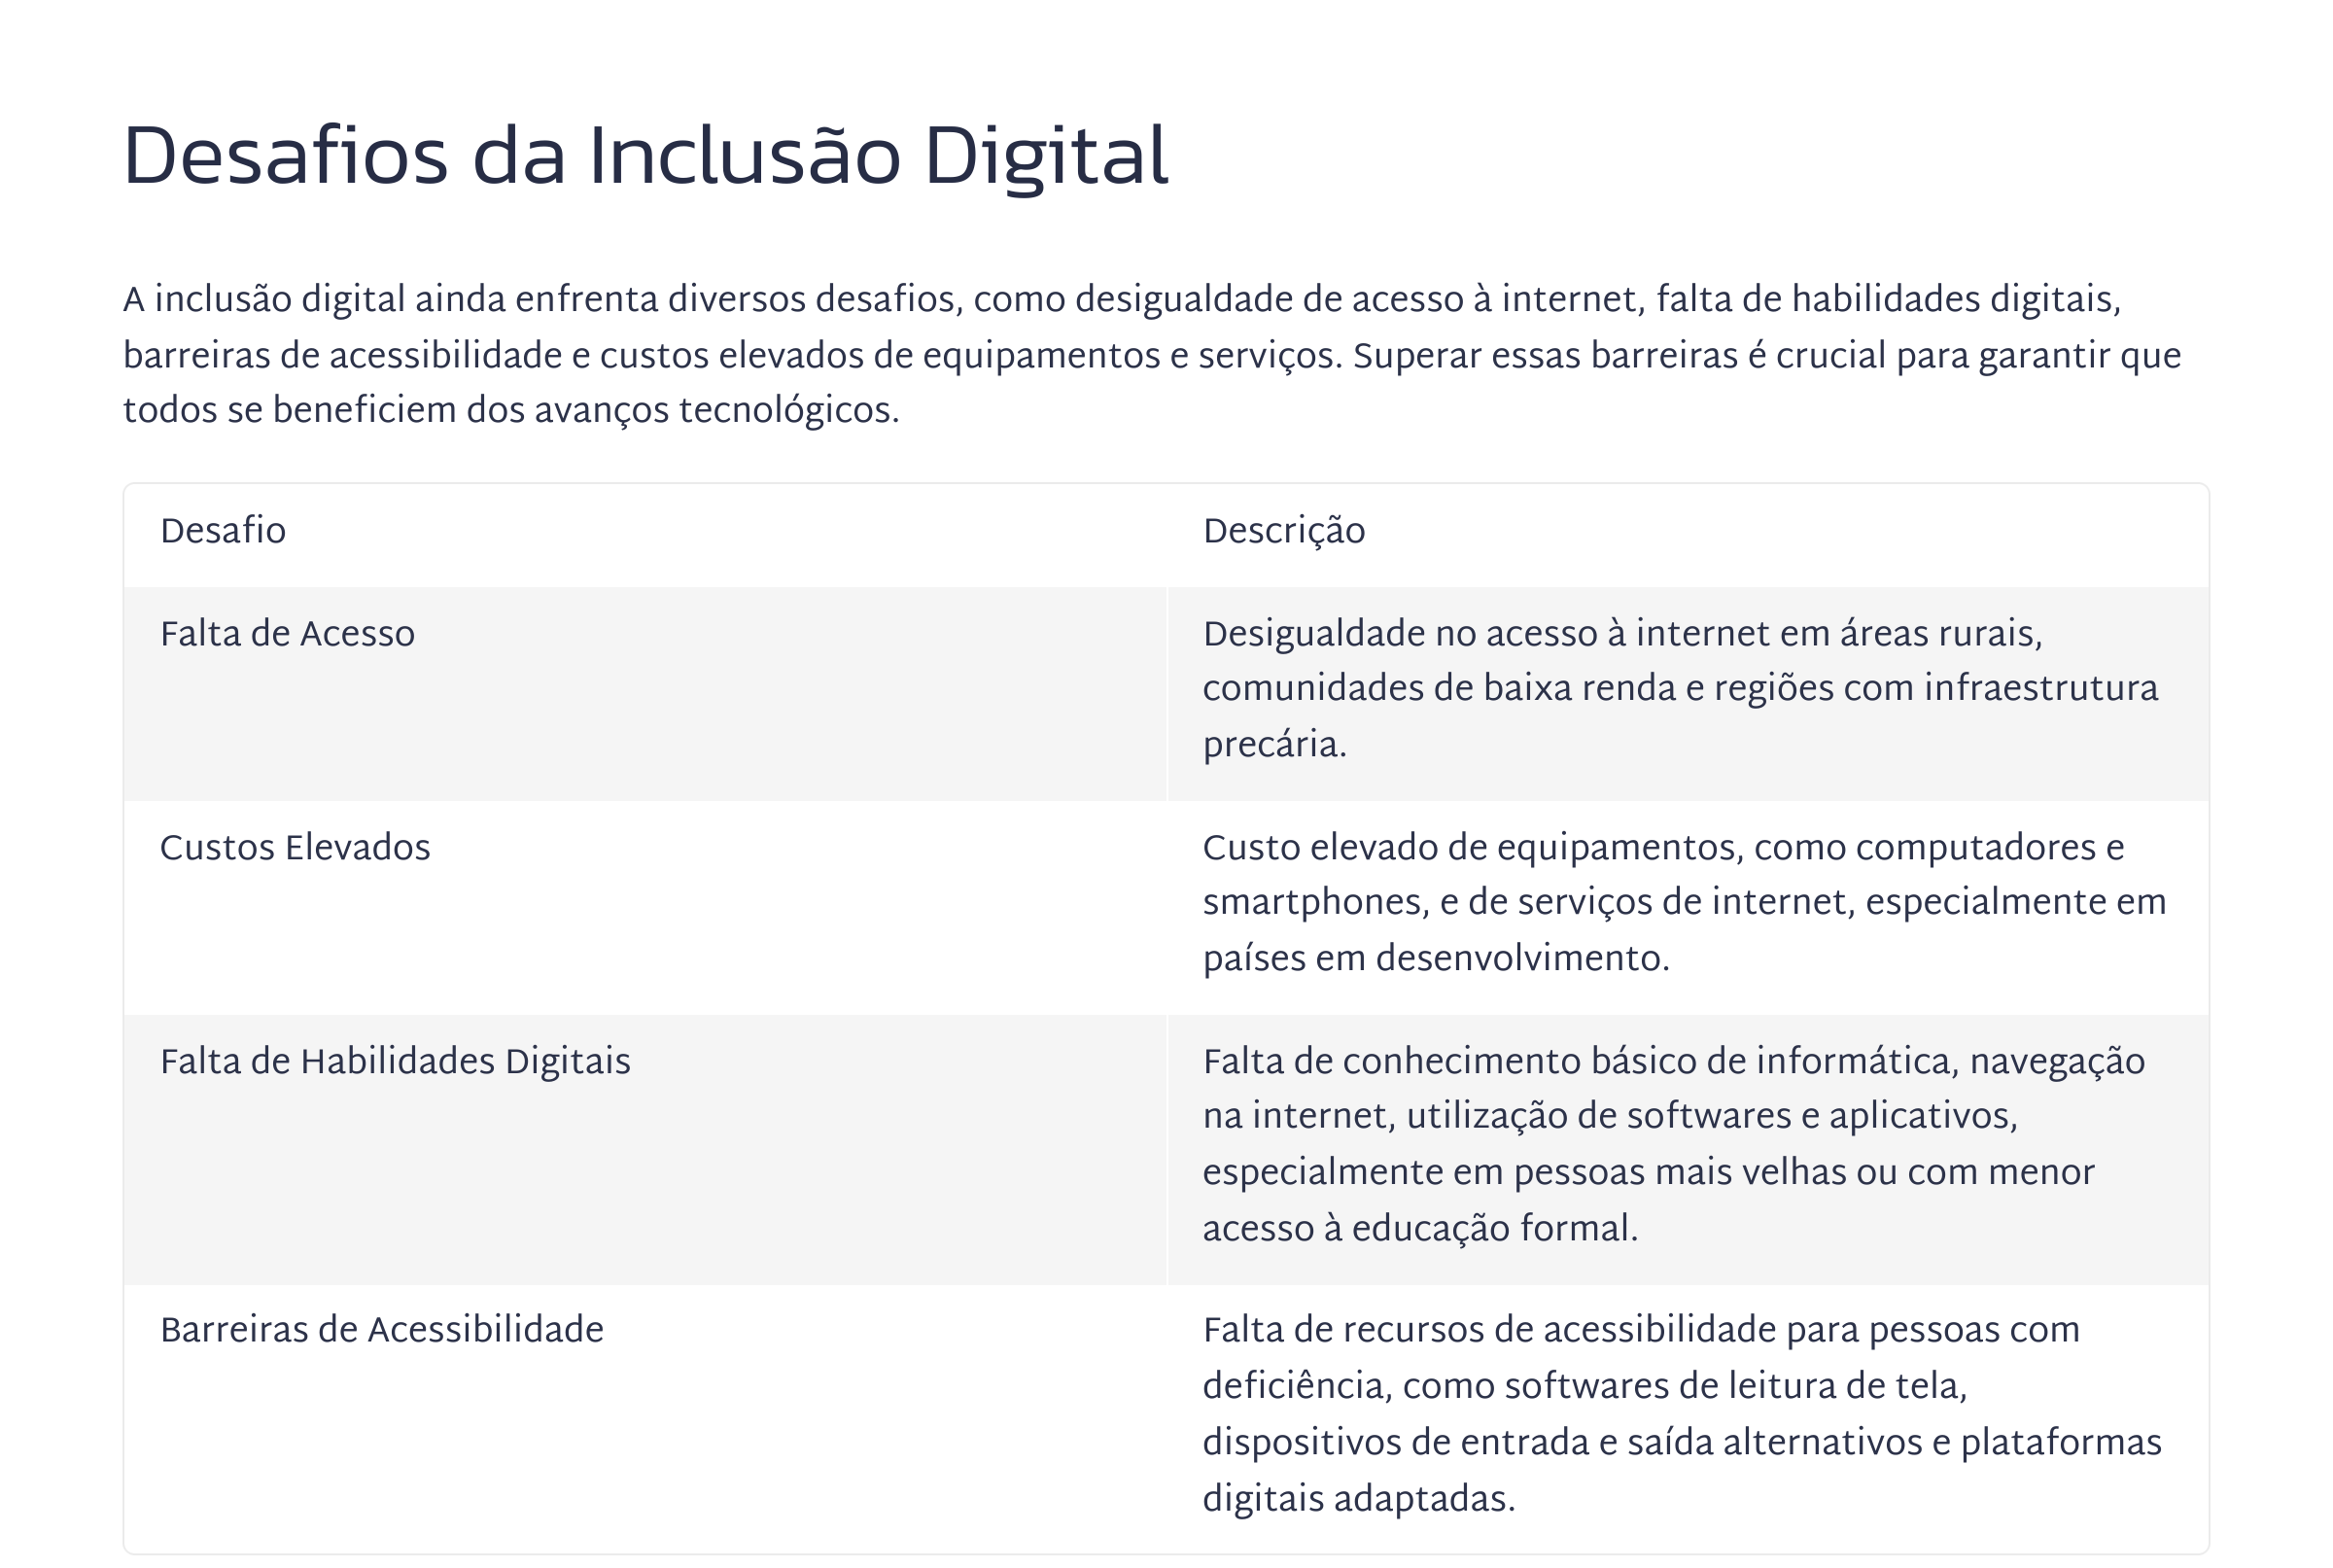 Desafios da Inclusão Digital
A inclusão digital ainda enfrenta diversos desafios, como desigualdade de acesso à internet, falta de habilidades digitais,
barreiras de acessibilidade e custos elevados de equipamentos e serviços. Superar essas barreiras é crucial para garantir que
todos se beneficiem dos avanços tecnológicos.
Desafio
Descrição
Falta de Acesso
Desigualdade no acesso à internet em áreas rurais,
comunidades de baixa renda e regiões com infraestrutura
precária.
Custos Elevados
Custo elevado de equipamentos, como computadores e
smartphones, e de serviços de internet, especialmente em
países em desenvolvimento.
Falta de Habilidades Digitais
Falta de conhecimento básico de informática, navegação
na internet, utilização de softwares e aplicativos,
especialmente em pessoas mais velhas ou com menor
acesso à educação formal.
Barreiras de Acessibilidade
Falta de recursos de acessibilidade para pessoas com
deficiência, como softwares de leitura de tela,
dispositivos de entrada e saída alternativos e plataformas
digitais adaptadas.